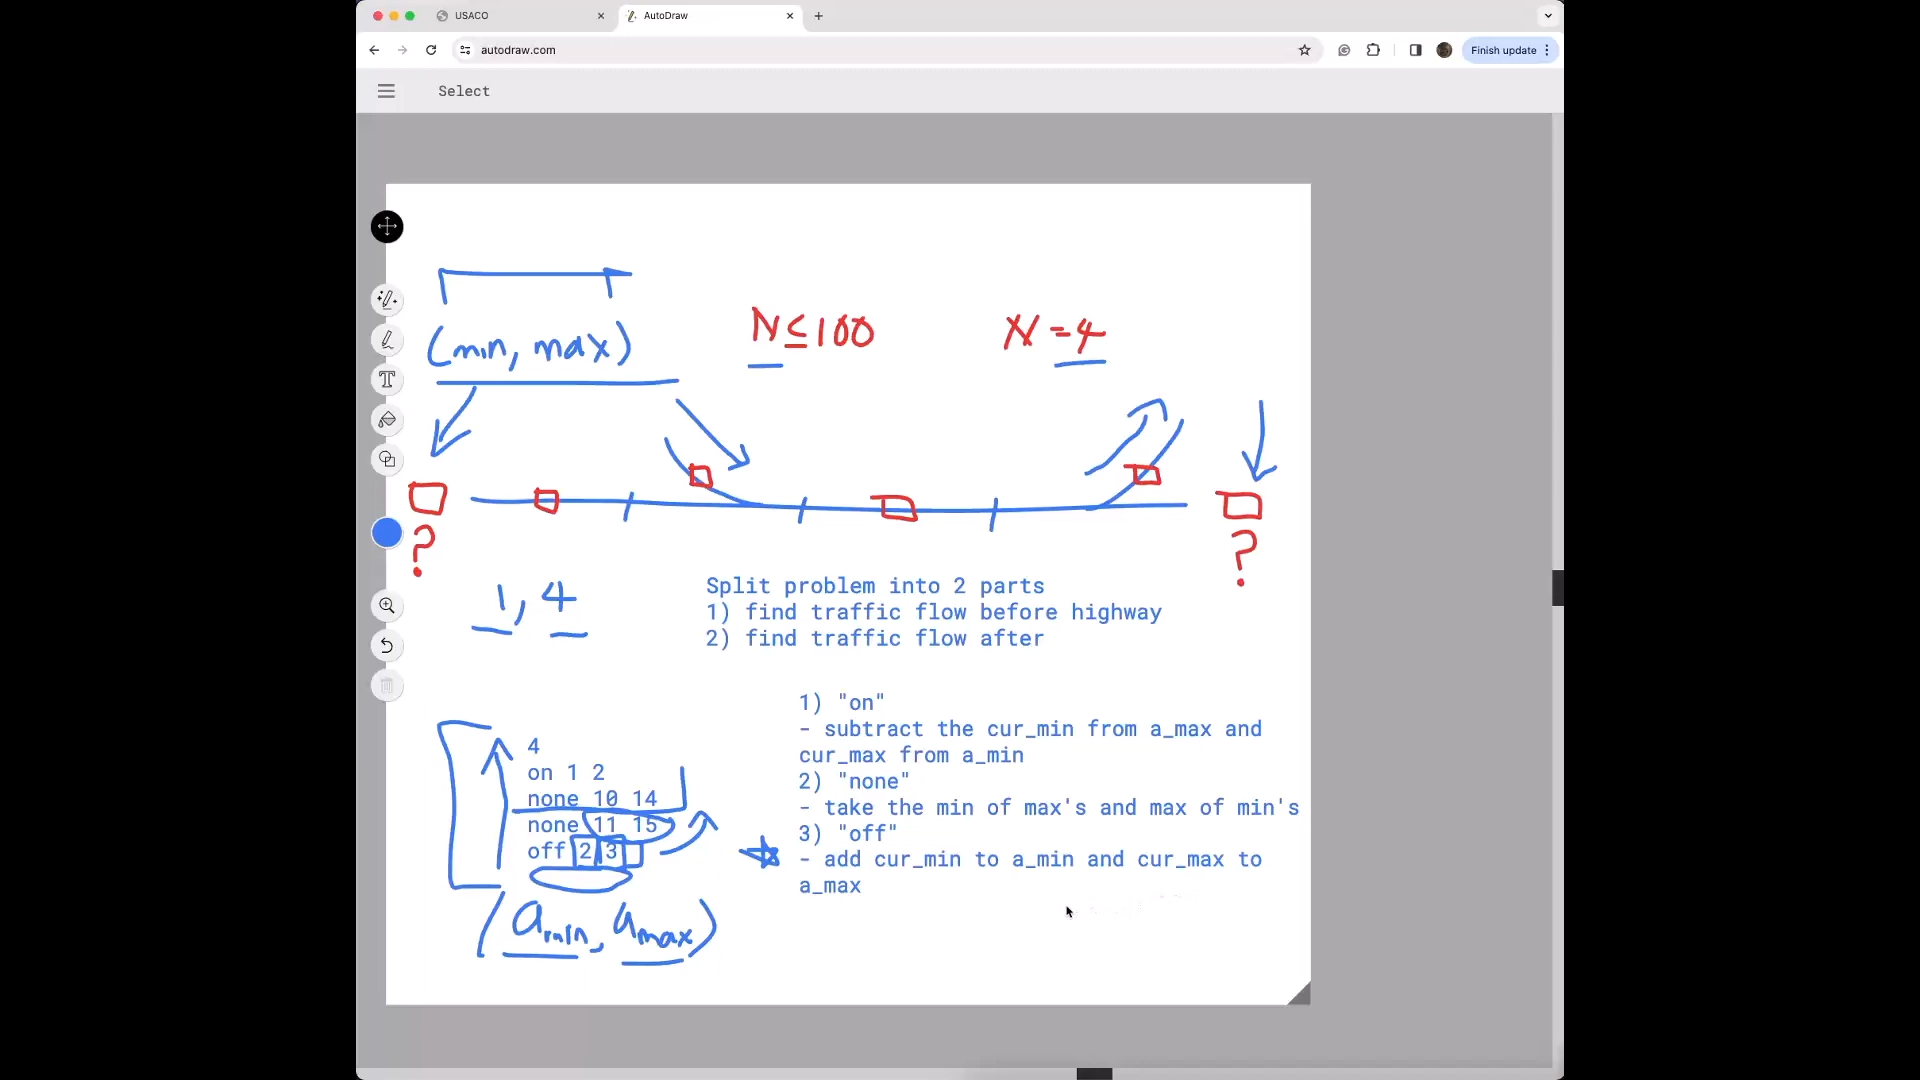 USACO
AutoDraw
autodraw.com
Finish update
Select
(min, max)
N ≤ 100
N = 4
?
?
1, 4
Split problem into 2 parts
1) find traffic flow before highway
2) find traffic flow after
1) "on"
- subtract the cur_min from a_max and
cur_max from a_min
2) "none"
- take the min of max's and max of min's
3) "off"
- add cur_min to a_min and cur_max to
a_max
4
on 1 2
none 10 14
none 11 15
off 2 3
(amin, amax)